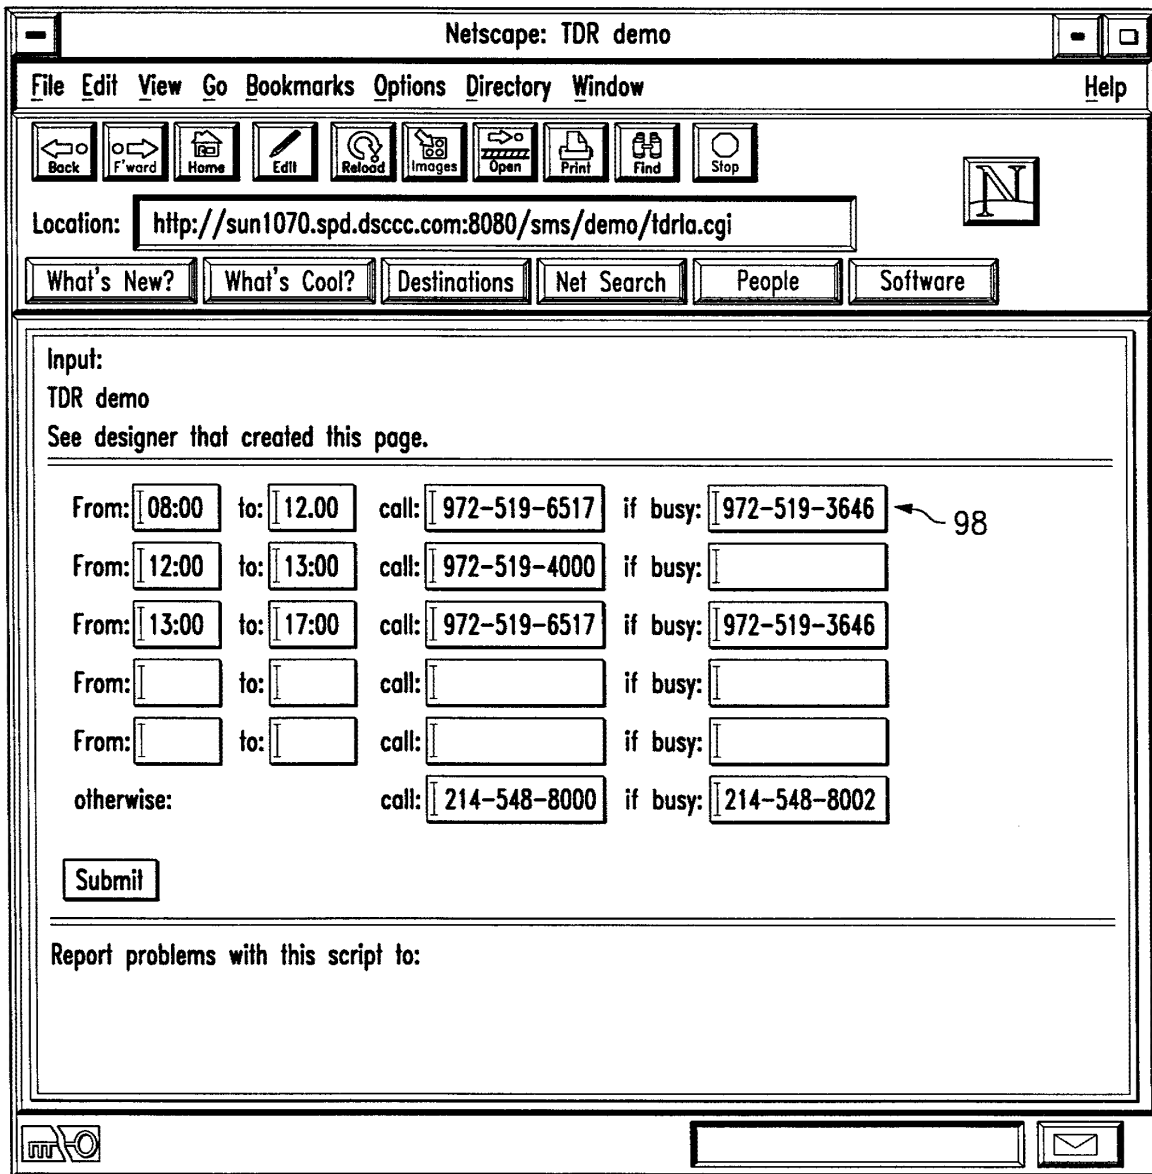 Netscape: TDR demo
File Edit View Go Bookmarks Options Directory Window Help
Back F'ward Home Edit Reload Images Open Print Find Stop
N
Location: http://sun1070.spd.dsccc.com:8080/sms/demo/tdrla.cgi
What's New? What's Cool? Destinations Net Search People Software
Input:
TDR demo
See designer that created this page.
From: 08:00 to: 12.00 call: 972-519-6517 if busy: 972-519-3646 98
From: 12:00 to: 13:00 call: 972-519-4000 if busy:
From: 13:00 to: 17:00 call: 972-519-6517 if busy: 972-519-3646
From: to: call: if busy:
From: to: call: if busy:
otherwise: call: 214-548-8000 if busy: 214-548-8002
Submit
Report problems with this script to: